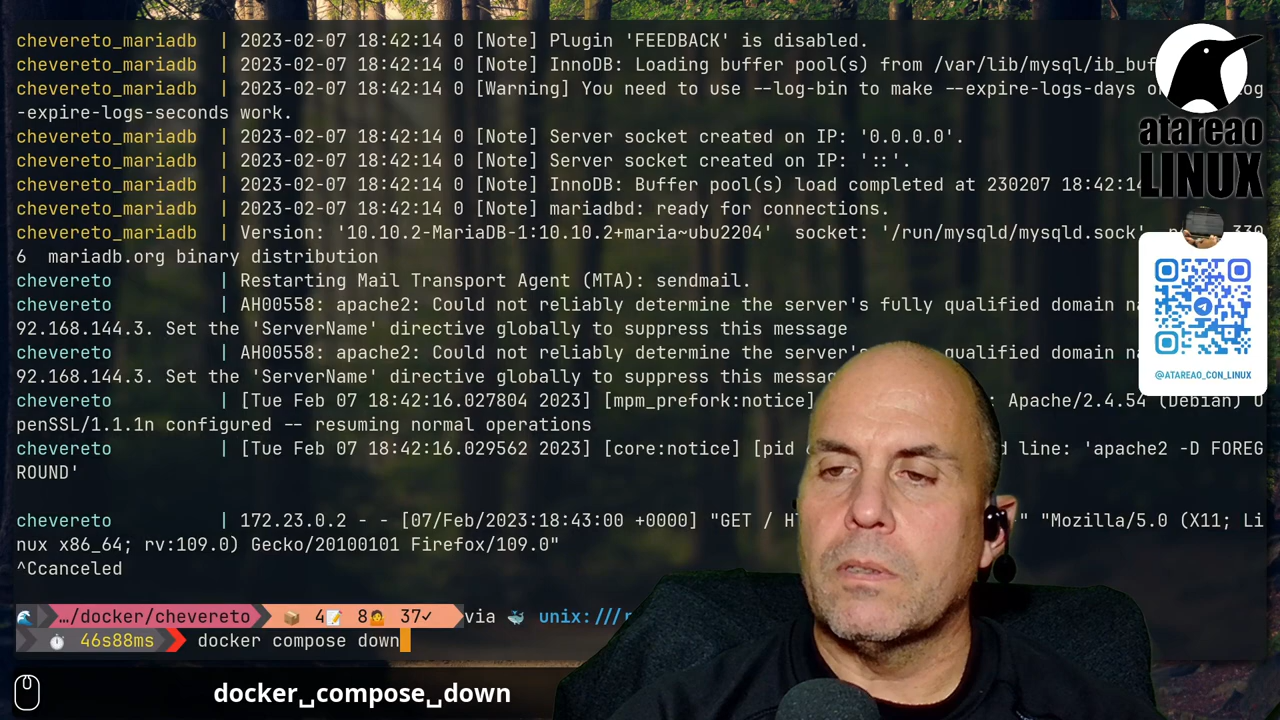 chevereto_mariadb | 2023-02-07 18:42:14 0 [Note] Plugin 'FEEDBACK' is disabled.
chevereto_mariadb | 2023-02-07 18:42:14 0 [Note] InnoDB: Loading buffer pool(s) from /var/lib/mysql/ib_buf
chevereto_mariadb | 2023-02-07 18:42:14 0 [Warning] You need to use --log-bin to make --expire-logs-days o og
-expire-logs-seconds work.
chevereto_mariadb | 2023-02-07 18:42:14 0 [Note] Server socket created on IP: '0.0.0.0'.
chevereto_mariadb | 2023-02-07 18:42:14 0 [Note] Server socket created on IP: '::'.
chevereto_mariadb | 2023-02-07 18:42:14 0 [Note] InnoDB: Buffer pool(s) load completed at 230207 18:42:14
chevereto_mariadb | 2023-02-07 18:42:14 0 [Note] mariadbd: ready for connections.
chevereto_mariadb | Version: '10.10.2-MariaDB-1:10.10.2+maria~ubu2204' socket: '/run/mysqld/mysqld.sock' 330
6 mariadb.org binary distribution
chevereto | Restarting Mail Transport Agent (MTA): sendmail.
chevereto | AH00558: apache2: Could not reliably determine the server's fully qualified domain na
92.168.144.3. Set the 'ServerName' directive globally to suppress this message
chevereto | AH00558: apache2: Could not reliably determine the server's qualified domain na
92.168.144.3. Set the 'ServerName' directive globally to suppress this messag
chevereto | [Tue Feb 07 18:42:16.027804 2023] [mpm_prefork:notice] : Apache/2.4.54 (Debian) O
penSSL/1.1.1n configured -- resuming normal operations
chevereto | [Tue Feb 07 18:42:16.029562 2023] [core:notice] [pid d line: 'apache2 -D FOREG
ROUND'
chevereto | 172.23.0.2 - - [07/Feb/2023:18:43:00 +0000] "GET / H " "Mozilla/5.0 (X11; Li
nux x86_64; rv:109.0) Gecko/20100101 Firefox/109.0"
^Ccanceled
…/docker/chevereto 4 8 37✓ via unix:///r
46s88ms docker compose down
docker␣compose␣down
atareao
LINUX
@ATAREAO_CON_LINUX